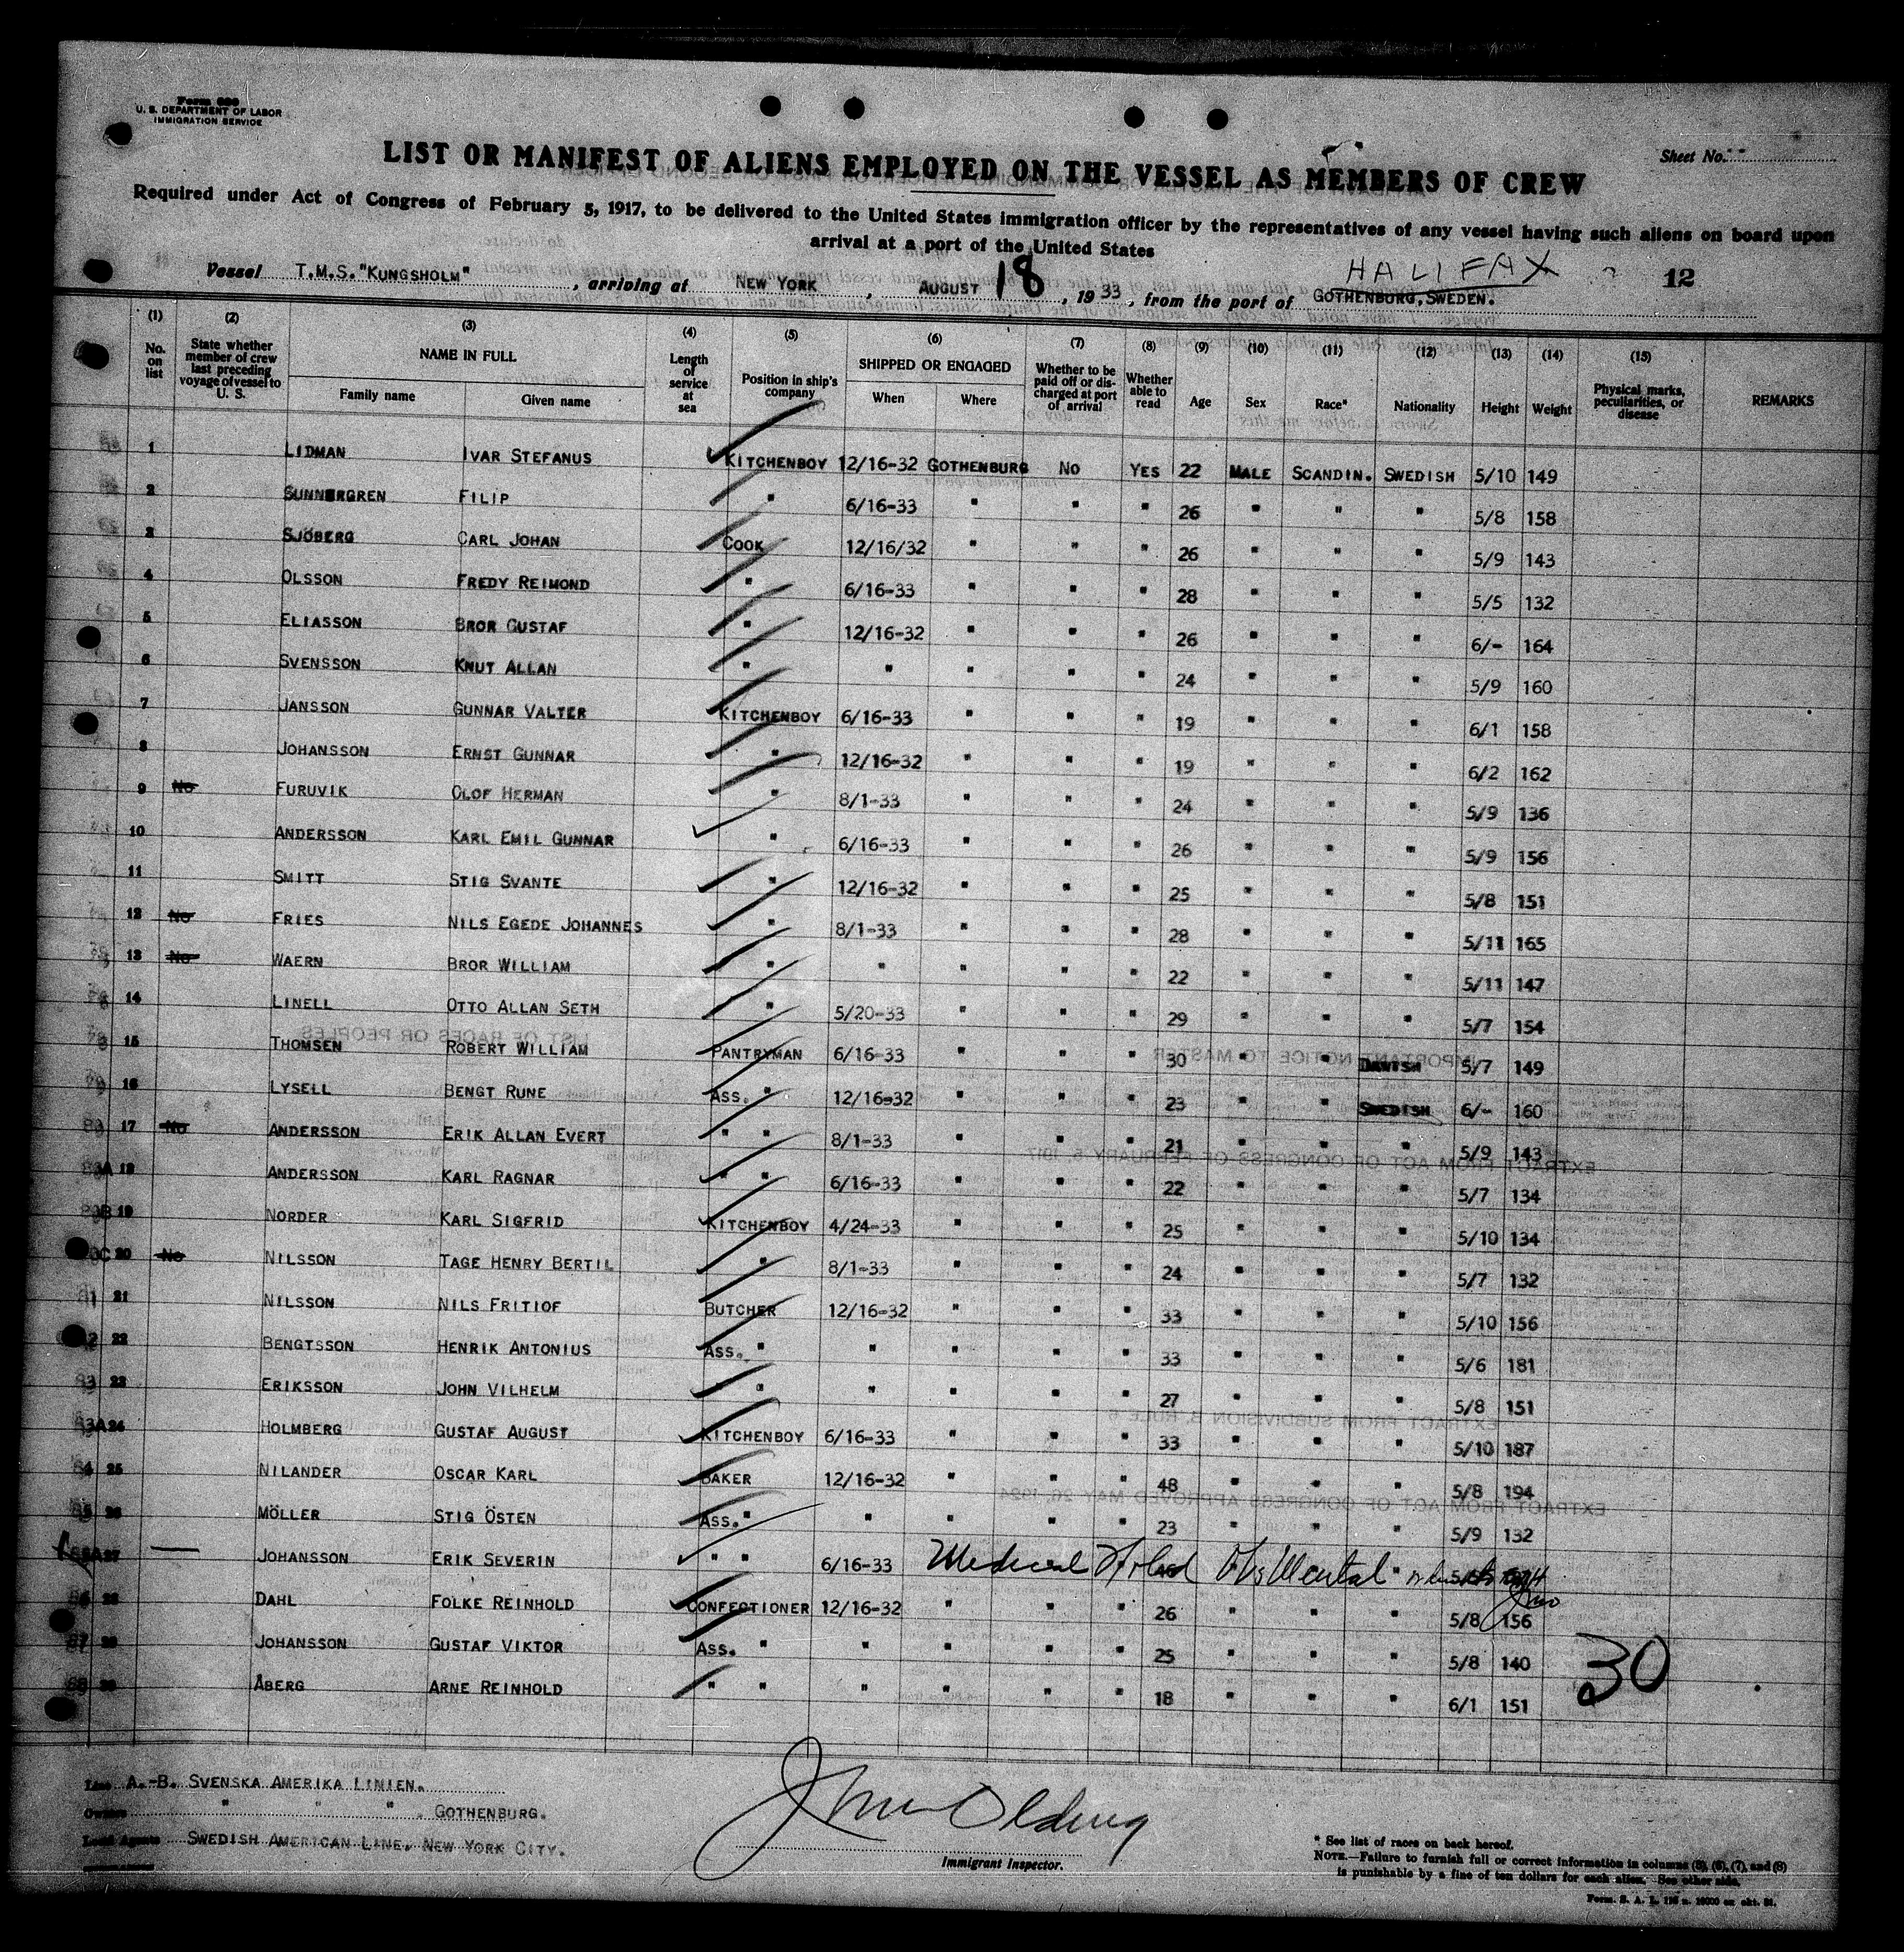 U. S. DEPARTMENT OF LABOR
IMMIGRATION SERVICE
Sheet No.
LIST OR MANIFEST OF ALIENS EMPLOYED ON THE VESSEL AS MEMBERS OF CREW
Required under Act of Congress of February 5, 1917, to be delivered to the United States immigration officer by the representatives of any vessel having such aliens on board upon
arrival at a port of the United States
HALIFAX
12
Vessel T.M.S."KUNGSHOLM", arriving at NEW YORK, AUGUST 18, 1933, from the port of GOTHENBURG, SWEDEN.
(1) (2) (3) (4) (5) (6) (7) (8) (9) (10) (11) (12) (13) (14) (15)
No. on list State whether member of crew last preceding voyage of vessel to U. S. NAME IN FULL Length of service at sea Position in ship's company SHIPPED OR ENGAGED Whether to be paid off or discharged at port of arrival Whether able to read Age Sex Race* Nationality Height Weight Physical marks, peculiarities, or disease REMARKS
Family name Given name When Where
1 LIDMAN IVAR STEFANUS KITCHENBOY 12/16-32 GOTHENBURG NO YES 22 MALE SCANDIN. SWEDISH 5/10 149
2 SUNNERGREN FILIP " 6/16-33 " " " 26 " " " 5/8 158
3 SJÖBERG CARL JOHAN COOK 12/16/32 " " " 26 " " " 5/9 143
4 OLSSON FREDY REIMOND " 6/16-33 " " " 28 " " " 5/5 132
5 ELIASSON BROR GUSTAF " 12/16-32 " " " 26 " " " 6/- 164
6 SVENSSON KNUT ALLAN " " " " " 24 " " " 5/9 160
7 JANSSON GUNNAR VALTER KITCHENBOY 6/16-33 " " " 19 " " " 6/1 158
8 JOHANSSON ERNST GUNNAR " 12/16-32 " " " 19 " " " 6/2 162
9 No FURUVIK OLOF HERMAN " 8/1-33 " " " 24 " " " 5/9 136
10 ANDERSSON KARL EMIL GUNNAR " 6/16-33 " " " 26 " " " 5/9 156
11 SMITT STIG SVANTE " 12/16-32 " " " 25 " " " 5/8 151
12 No FRIES NILS EGEDE JOHANNES " 8/1-33 " " " 28 " " " 5/11 165
13 No WAERN BROR WILLIAM " " " " " 22 " " " 5/11 147
14 LINELL OTTO ALLAN SETH " 5/20-33 " " " 29 " " " 5/7 154
15 THOMSEN ROBERT WILLIAM PANTRYMAN 6/16-33 " " " 30 " " DANISH 5/7 149
16 LYSELL BENGT RUNE ASS. " 12/16-32 " " " 23 " " SWEDISH 6/- 160
17 No ANDERSSON ERIK ALLAN EVERT " " 8/1-33 " " " 21 " " " 5/9 143
18 ANDERSSON KARL RAGNAR " " 6/16-33 " " " 22 " " " 5/7 134
19 NORDER KARL SIGFRID KITCHENBOY 4/24-33 " " " 25 " " " 5/10 134
20 No NILSSON TAGE HENRY BERTIL " 8/1-33 " " " 24 " " " 5/7 132
21 NILSSON NILS FRITIOF BUTCHER 12/16-32 " " " 33 " " " 5/10 156
22 BENGTSSON HENRIK ANTONIUS ASS. " " " " " 33 " " " 5/6 181
23 ERIKSSON JOHN VILHELM " " " " " 27 " " " 5/8 151
24 HOLMBERG GUSTAF AUGUST KITCHENBOY 6/16-33 " " " 33 " " " 5/10 187
25 NILANDER OSCAR KARL BAKER 12/16-32 " " " 48 " " " 5/8 194
26 MÖLLER STIG ÖSTEN ASS. " " " " " 23 " " " 5/9 132
27 JOHANSSON ERIK SEVERIN " " 6/16-33 Medical Hold Obs Mental
28 DAHL FOLKE REINHOLD CONFECTIONER 12/16-32 " " " 26 " " " 5/8 156
29 JOHANSSON GUSTAF VIKTOR ASS. " " " " " 25 " " " 5/8 140
30 ÅBERG ARNE REINHOLD " " " " " " 18 " " " 6/1 151
30
Line A.-B. SVENSKA AMERIKA LINIEN.
Owners " " " GOTHENBURG.
Local Agents SWEDISH AMERICAN LINE, NEW YORK CITY.
Immigrant Inspector.
* See list of races on back hereof.
NOTE.—Failure to furnish full or correct information in columns (5), (6), (7), and (8)
is punishable by a fine of ten dollars for each alien. See other side.